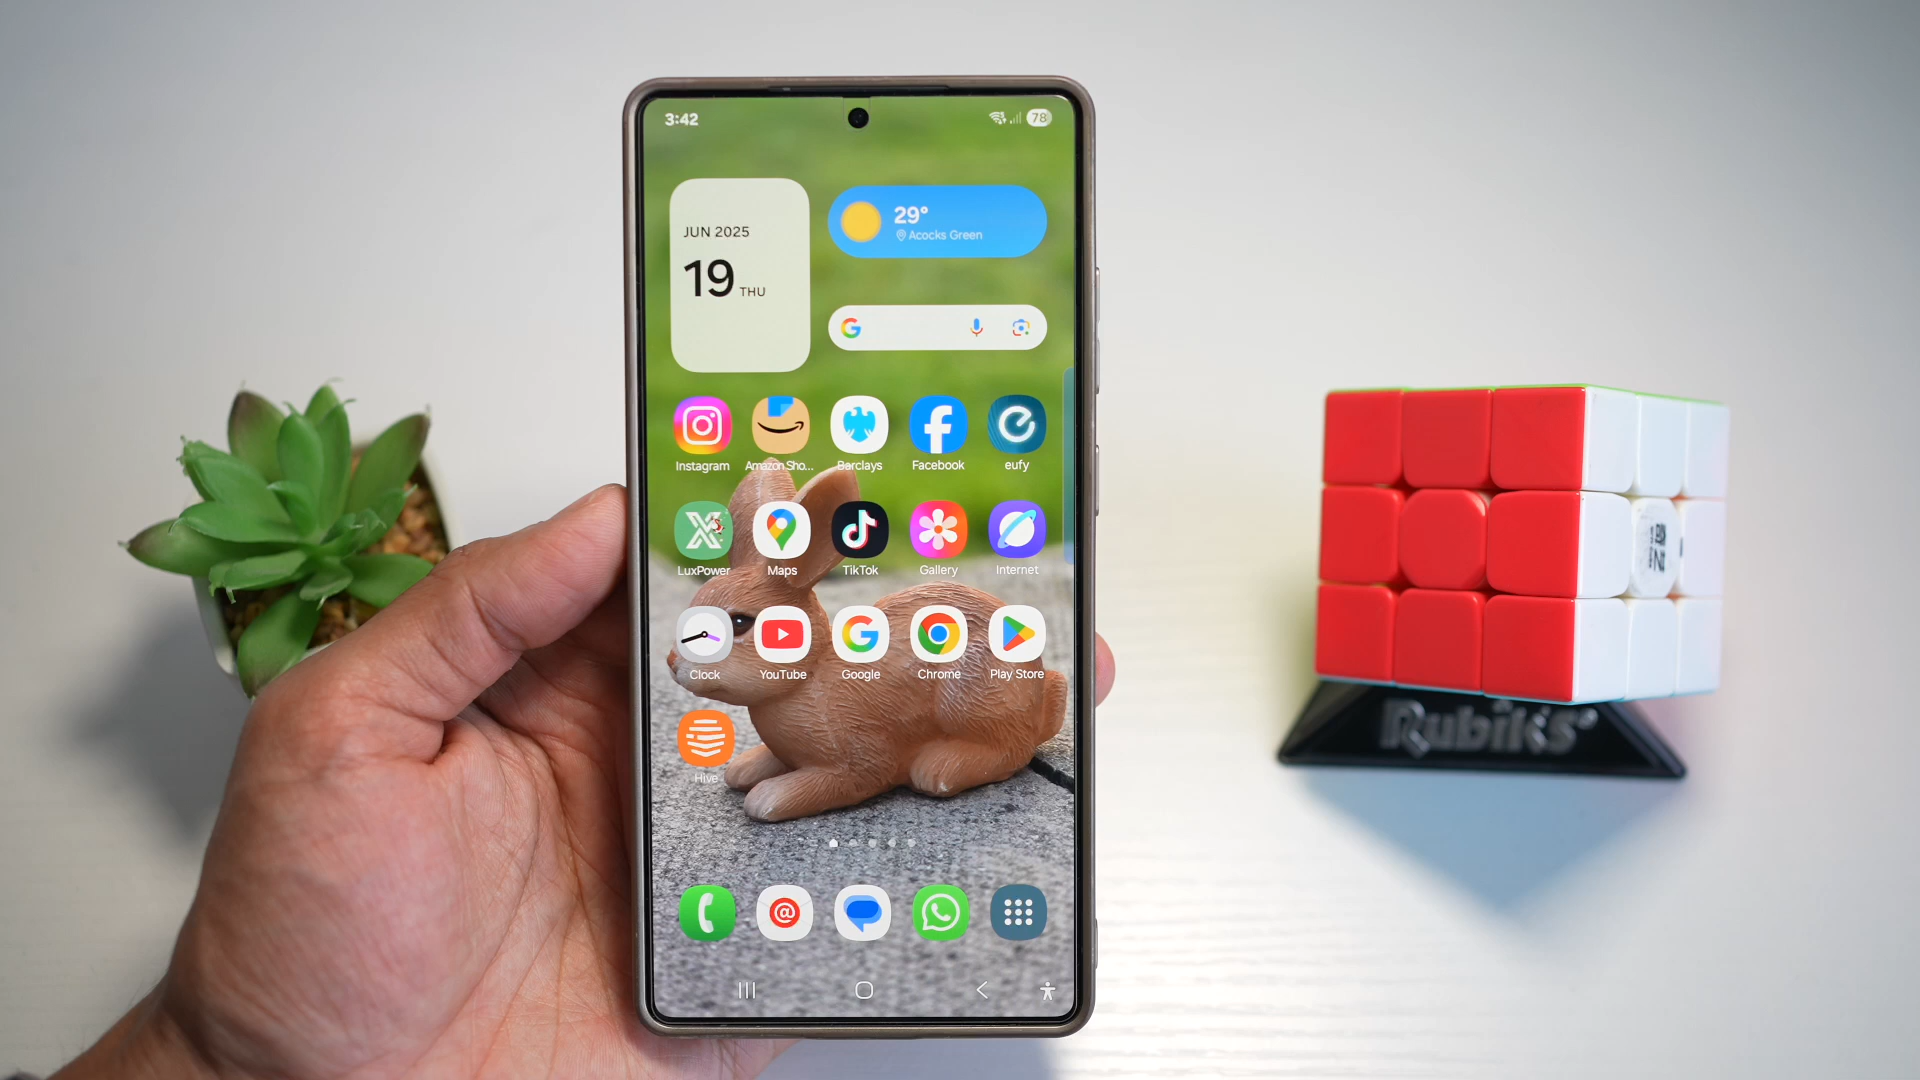 3:42
78
JUN 2025
19 THU
29°
Acocks Green
Instagram
Amazon Sho...
Barclays
Facebook
eufy
LuxPower
Maps
TikTok
Gallery
Internet
Clock
YouTube
Google
Chrome
Play Store
Hive
Rubik's